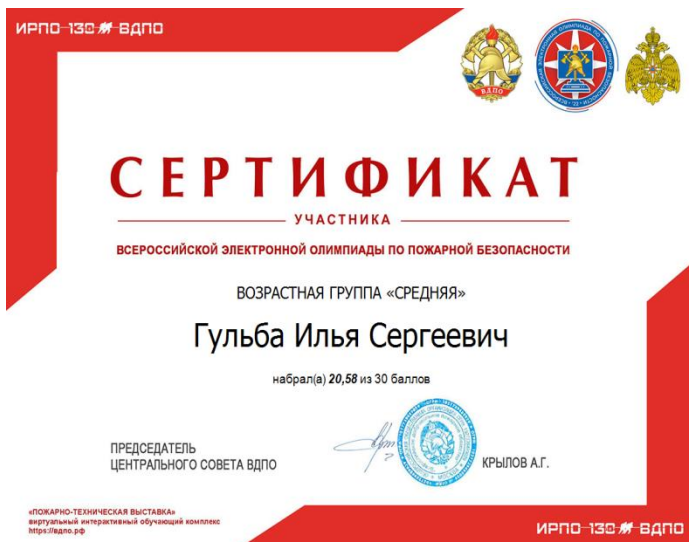 ИРПО-130-ВДПО
СЕРТИФИКАТ
УЧАСТНИКА
ВСЕРОССИЙСКОЙ ЭЛЕКТРОННОЙ ОЛИМПИАДЫ ПО ПОЖАРНОЙ БЕЗОПАСНОСТИ
ВОЗРАСТНАЯ ГРУППА «СРЕДНЯЯ»
Гульба Илья Сергеевич
набрал(а) 20,58 из 30 баллов
ПРЕДСЕДАТЕЛЬ
ЦЕНТРАЛЬНОГО СОВЕТА ВДПО
КРЫЛОВ А.Г.
«ПОЖАРНО-ТЕХНИЧЕСКАЯ ВЫСТАВКА»
виртуальный интерактивный обучающий комплекс
https://вдпо.рф
ИРПО-130-ВДПО